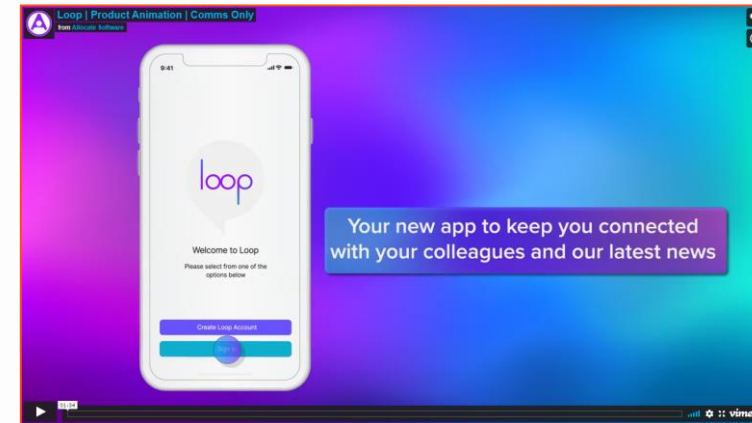 Loop | Product Animation | Comms Only
from Allocate Software
9:41
loop
Welcome to Loop
Please select from one of the
options below
Create Loop Account
Sign In
Your new app to keep you connected
with your colleagues and our latest news
01:34